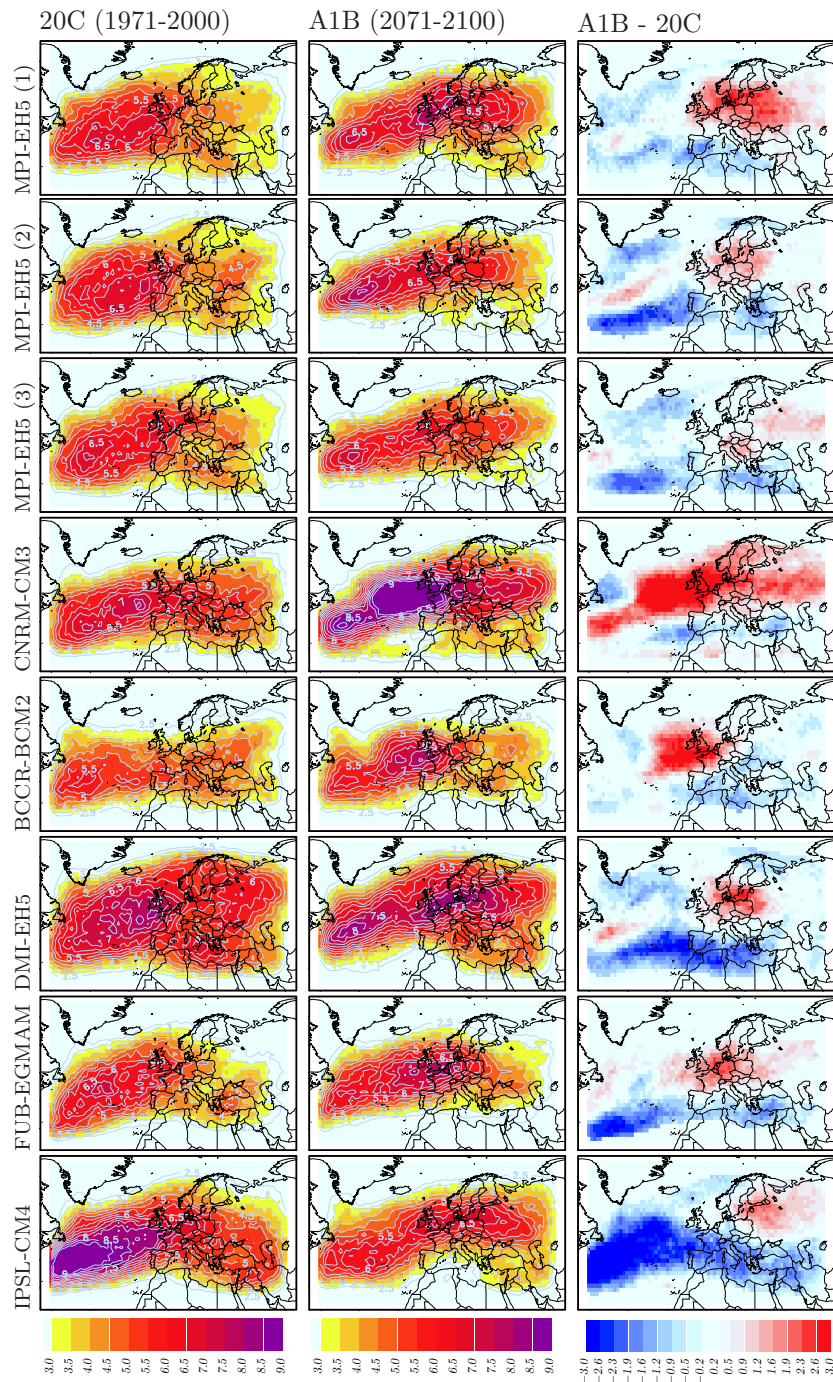 20C (1971-2000) A1B (2071-2100) A1B - 20C
MPI-EH5 (1)
MPI-EH5 (2)
MPI-EH5 (3)
CNRM-CM3
BCCR-BCM2
DMI-EH5
FUB-EGMAM
IPSL-CM4
3.0 3.5 4.0 4.5 5.0 5.5 6.0 6.5 7.0 7.5 8.0 8.5 9.0
3.0 3.5 4.0 4.5 5.0 5.5 6.0 6.5 7.0 7.5 8.0 8.5 9.0
-3.0 -2.6 -2.3 -1.9 -1.6 -1.2 -0.9 -0.6 -0.2 0.2 0.6 0.9 1.2 1.6 1.9 2.3 2.6 3.0